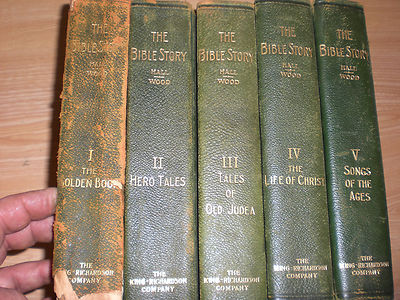 THE
BIBLE STORY
HALL
WOOD
I
THE
GOLDEN BOOK
THE
KING-RICHARDSON
COMPANY
THE
BIBLE STORY
HALL
WOOD
II
HERO TALES
THE
KING-RICHARDSON
COMPANY
THE
BIBLE STORY
HALL
WOOD
III
TALES
OF
OLD JUDEA
THE
KING-RICHARDSON
COMPANY
THE
BIBLE STORY
HALL
WOOD
IV
THE
LIFE OF CHRIST
THE
KING-RICHARDSON
COMPANY
THE
BIBLE STORY
HALL
WOOD
V
SONGS
OF THE
AGES
THE
KING-RICHARDSON
COMPANY